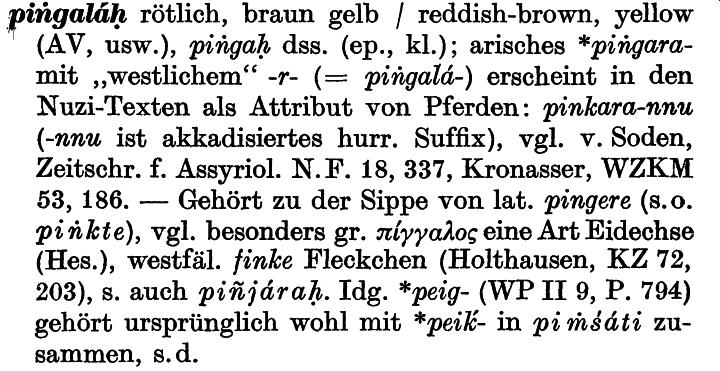 piṅgaláḥ rötlich, braun gelb / reddish-brown, yellow
(AV, usw.), piṅgaḥ dss. (ep., kl.); arisches *piṅgara-
mit „westlichem“ -r- (= piṅgalá-) erscheint in den
Nuzi-Texten als Attribut von Pferden: pinkara-nnu
(-nnu ist akkadisiertes hurr. Suffix), vgl. v. Soden,
Zeitschr. f. Assyriol. N.F. 18, 337, Kronasser, WZKM
53, 186. — Gehört zu der Sippe von lat. pingere (s.o.
piṅkte), vgl. besonders gr. πίγγαλος eine Art Eidechse
(Hes.), westfäl. finke Fleckchen (Holthausen, KZ 72,
203), s. auch piñjáraḥ. Idg. *peig- (WP II 9, P. 794)
gehört ursprünglich wohl mit *peiḱ- in piṁśáti zu-
sammen, s.d.